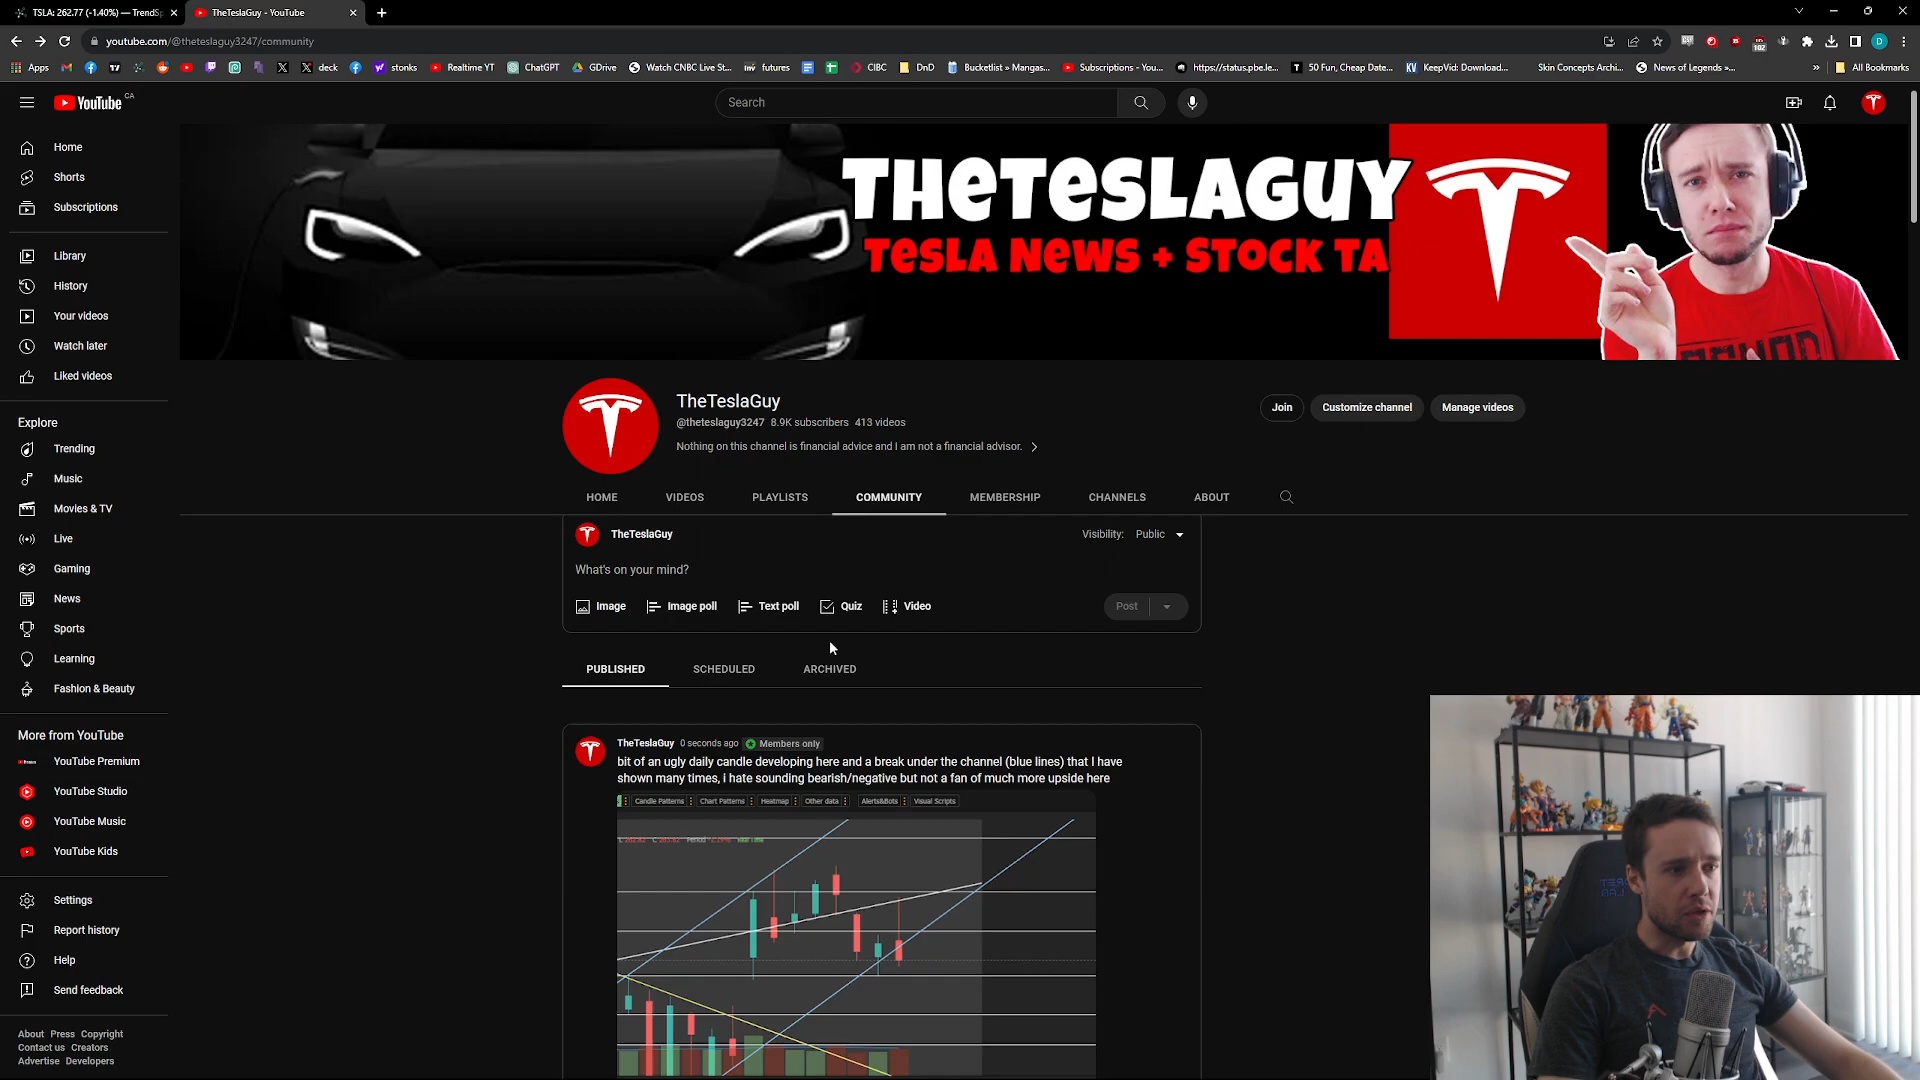 TSLA: 262.77 (-1.40%) — TrendSp
TheTeslaGuy - YouTube
youtube.com/@theteslaguy3247/community
102
D
Apps
deck
stonks
Realtime YT
ChatGPT
GDrive
Watch CNBC Live St...
futures
CIBC
DnD
Bucketlist » Mangas...
Subscriptions - You...
https://status.pbe.le...
50 Fun, Cheap Date...
KeepVid: Download...
Skin Concepts Archi...
News of Legends »...
»
All Bookmarks
YouTube CA
Search
Home
Shorts
Subscriptions
Library
History
Your videos
Watch later
Liked videos
Explore
Trending
Music
Movies & TV
Live
Gaming
News
Sports
Learning
Fashion & Beauty
More from YouTube
YouTube Premium
YouTube Studio
YouTube Music
YouTube Kids
Settings
Report history
Help
Send feedback
About Press Copyright
Contact us Creators
Advertise Developers
THETESLAGUY
TESLA NEWS + STOCK TA
TheTeslaGuy
@theteslaguy3247 8.9K subscribers 413 videos
Nothing on this channel is financial advice and I am not a financial advisor.
Join
Customize channel
Manage videos
HOME
VIDEOS
PLAYLISTS
COMMUNITY
MEMBERSHIP
CHANNELS
ABOUT
TheTeslaGuy
Visibility: Public
What's on your mind?
Image
Image poll
Text poll
Quiz
Video
Post
PUBLISHED
SCHEDULED
ARCHIVED
TheTeslaGuy 0 seconds ago Members only
bit of an ugly daily candle developing here and a break under the channel (blue lines) that I have
shown many times, i hate sounding bearish/negative but not a fan of much more upside here
Candle Patterns
Chart Patterns
Heatmap
Other data
Alerts&Bots
Visual Scripts